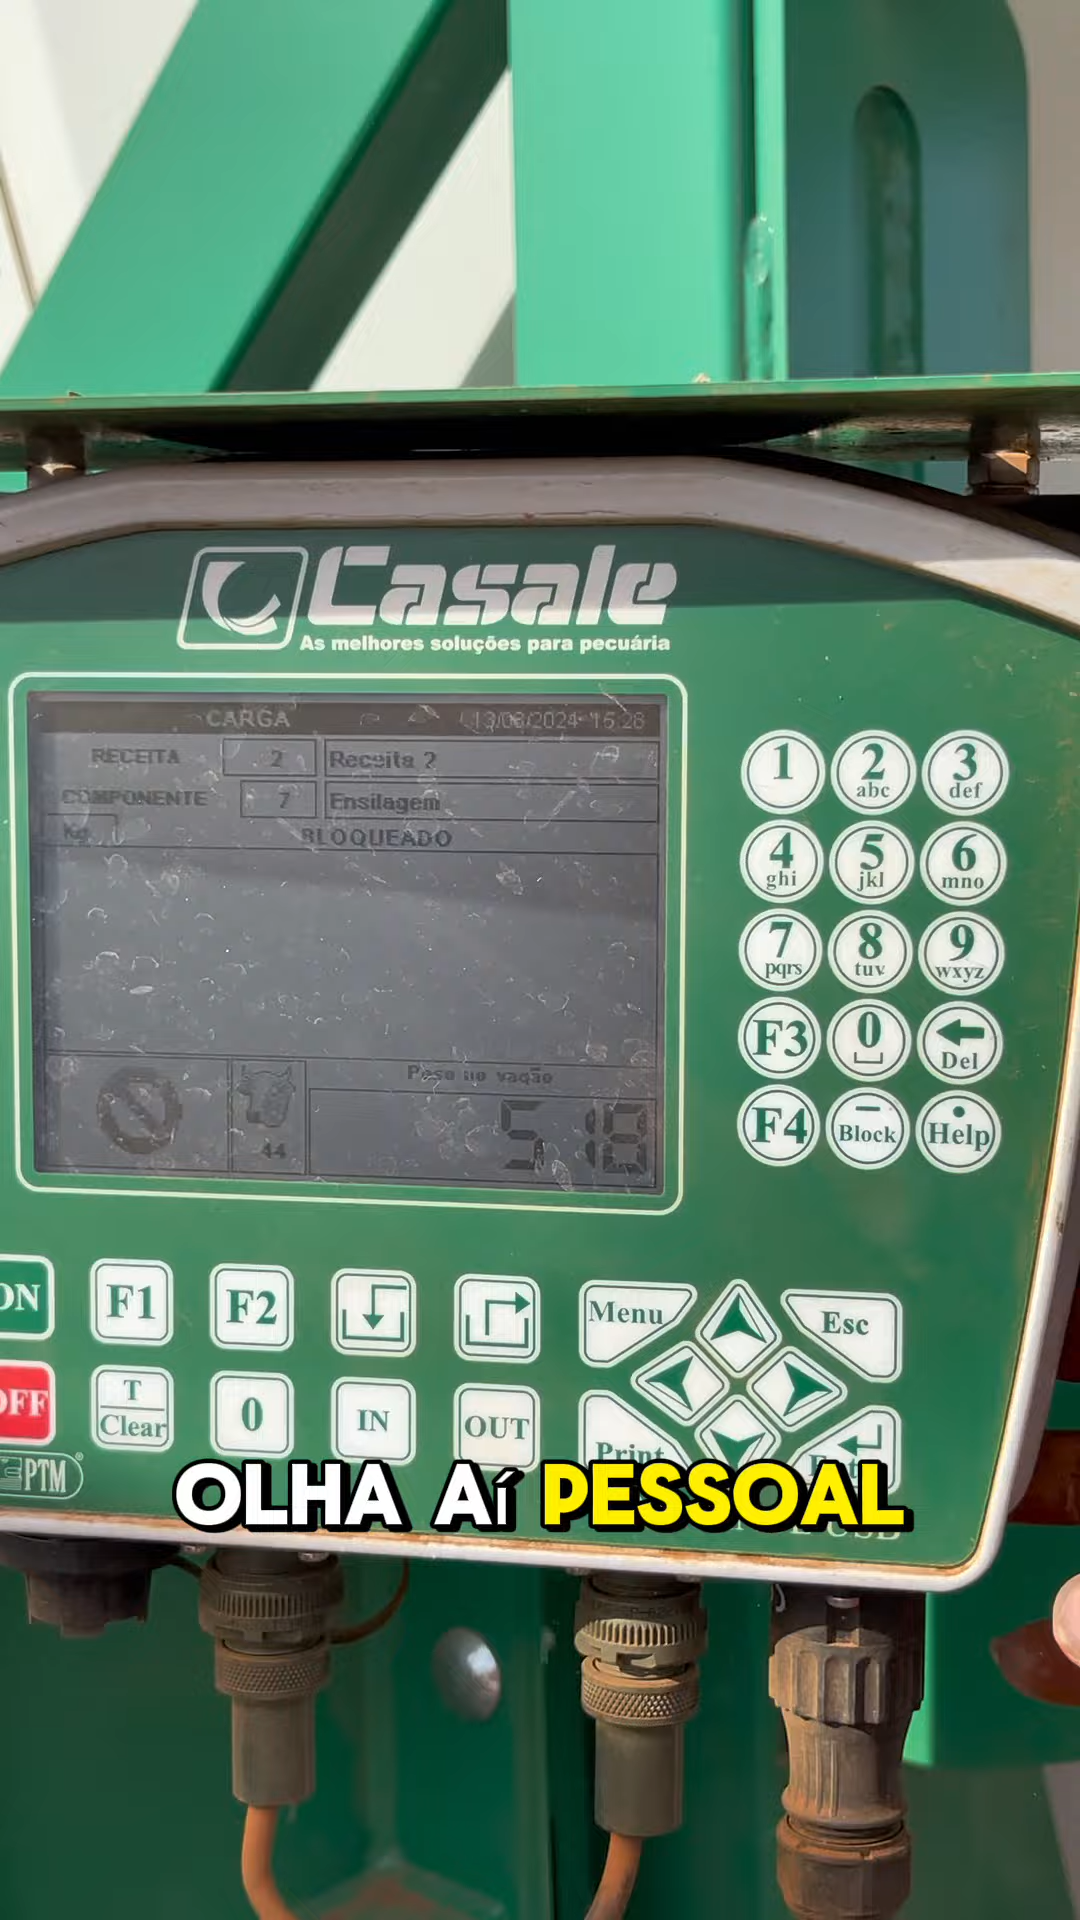 Casale
As melhores soluções para pecuária
CARGA 13/08/2024 15:28
RECEITA 2 Receita 2
COMPONENTE 7 Ensilagem
Kg BLOQUEADO
Peso no vagão
44
518
1
2 abc
3 def
4 ghi
5 jkl
6 mno
7 pqrs
8 tuv
9 wxyz
F3
0
Del
F4
Block
Help
ON
F1
F2
Menu
Esc
OFF
T
Clear
0
IN
OUT
Print
PTM
USB
OLHA AÍ PESSOAL